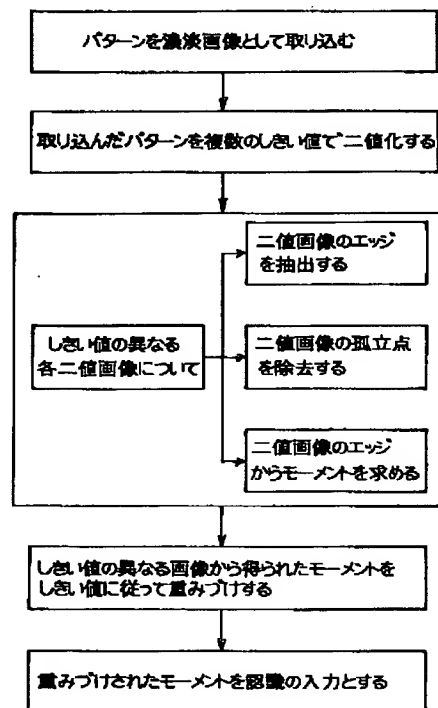 パターンを濃淡画像として取り込む
取り込んだパターンを複数のしきい値で二値化する
二値画像のエッジ
を抽出する
しきい値の異なる
各二値画像について
二値画像の孤立点
を除去する
二値画像のエッジ
からモーメントを求める
しきい値の異なる画像から得られたモーメントを
しきい値に従って重みづけする
重みづけされたモーメントを認識の入力とする